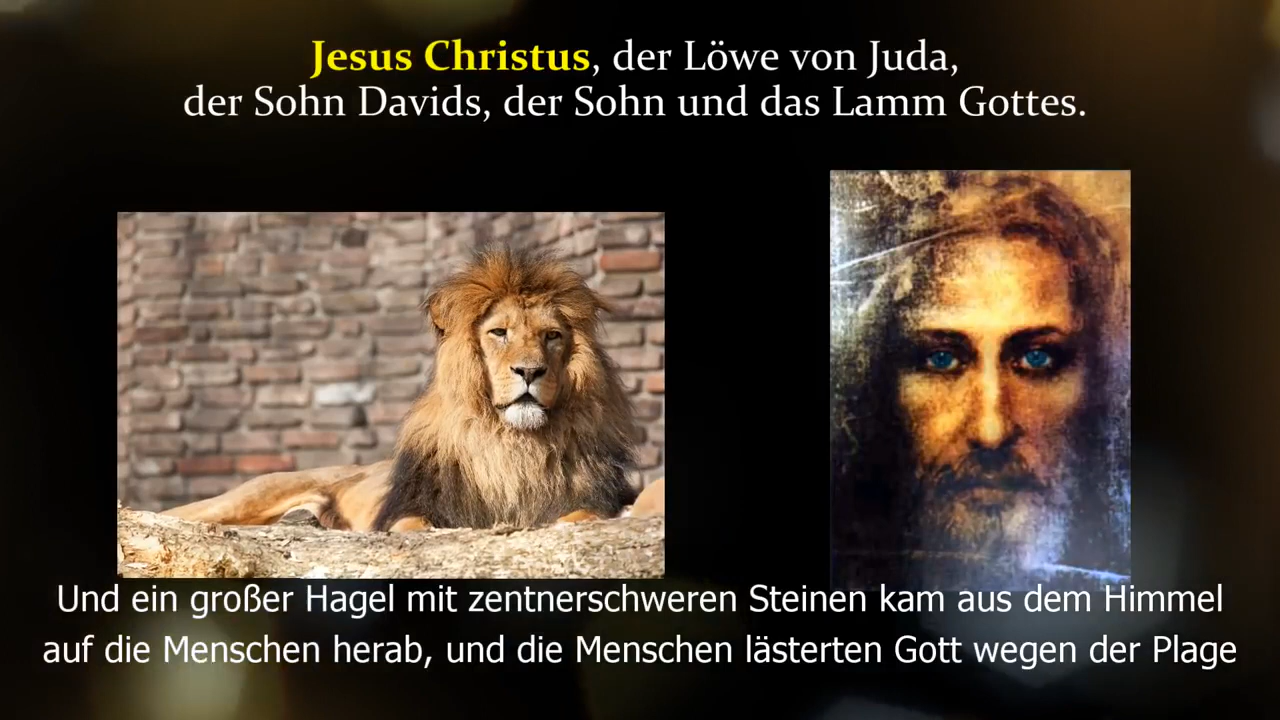 Jesus Christus, der Löwe von Juda,
der Sohn Davids, der Sohn und das Lamm Gottes.
Und ein großer Hagel mit zentnerschweren Steinen kam aus dem Himmel
auf die Menschen herab, und die Menschen lästerten Gott wegen der Plage